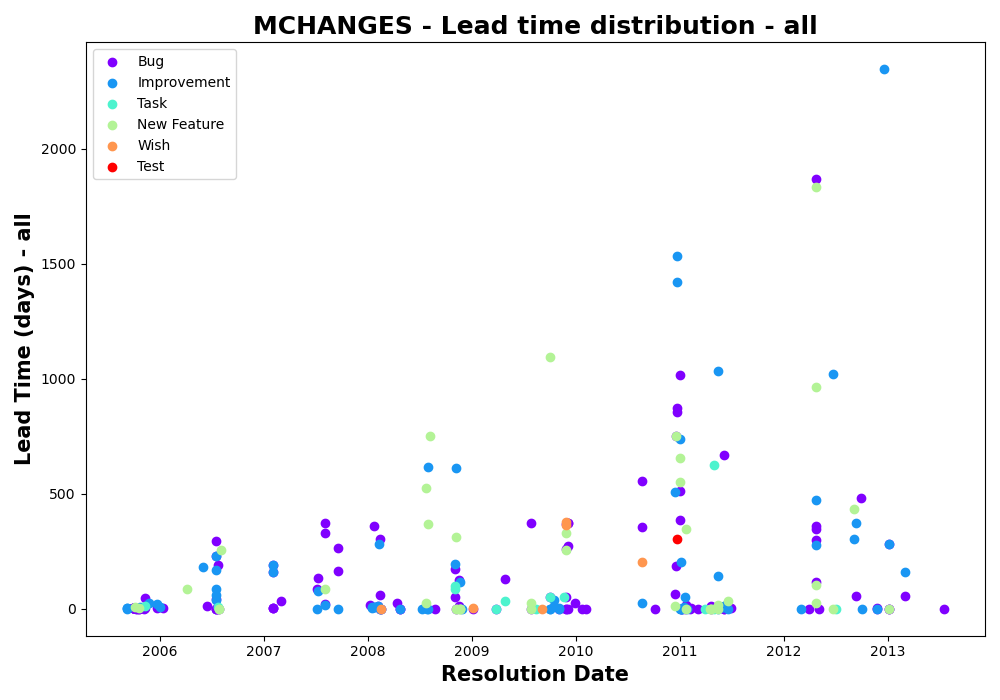 MCHANGES - Lead time distribution - all
Bug
Improvement
Task
New Feature
Wish
Test
Lead Time (days) - all
2000
1500
1000
500
0
2006 2007 2008 2009 2010 2011 2012 2013
Resolution Date